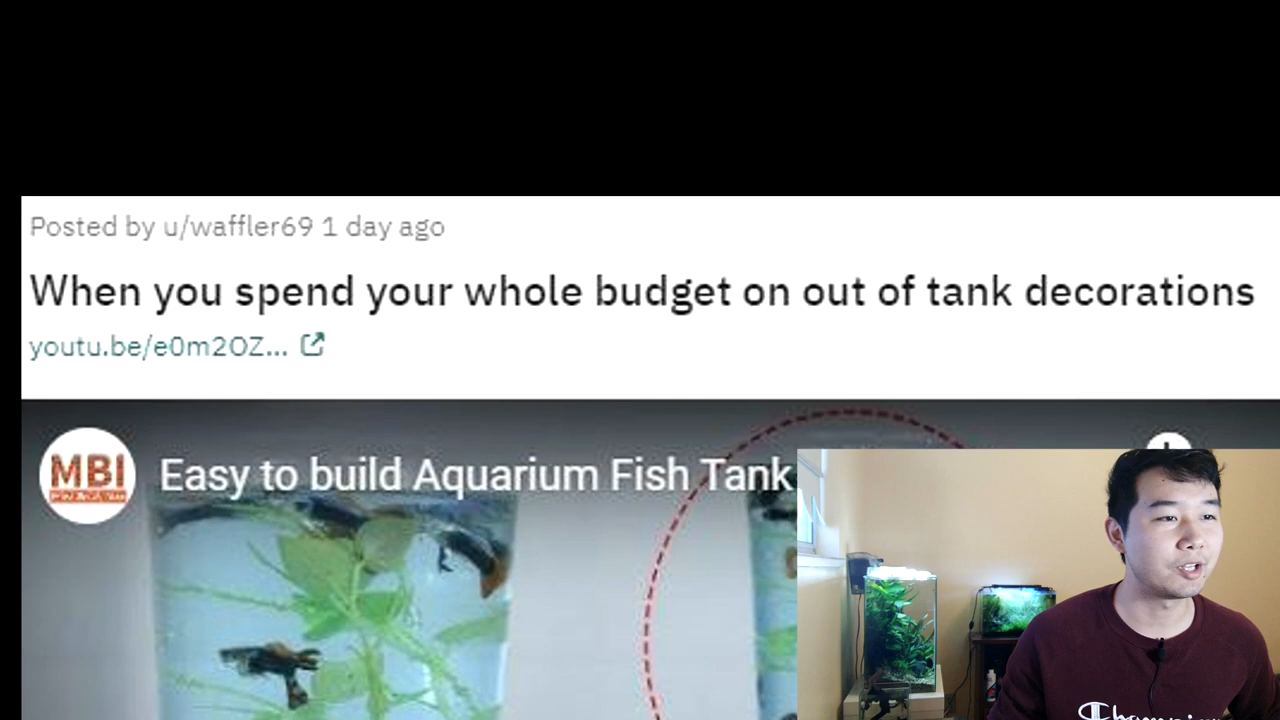 Posted by u/waffler69 1 day ago
When you spend your whole budget on out of tank decorations
youtu.be/e0m2OZ...
MBI
Easy to build Aquarium Fish Tank
Champion